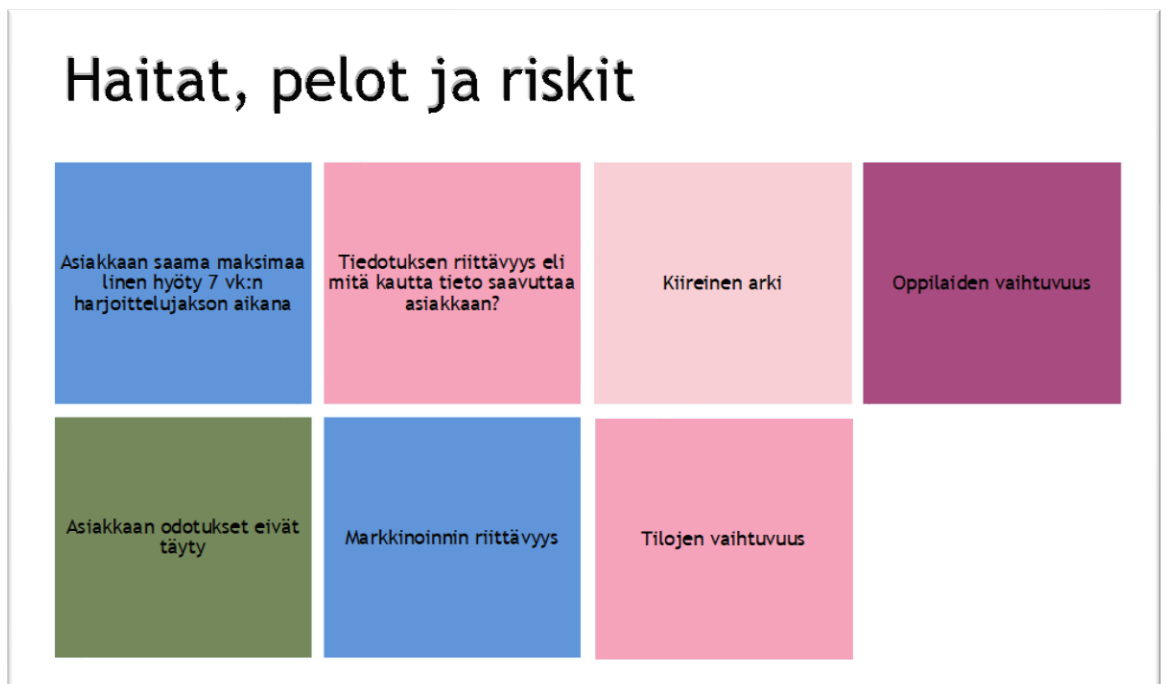 Haitat, pelot ja riskit
Asiakkaan saama maksimaa
linen hyöty 7 vk:n
harjoittelujakson aikana
Tiedotuksen riittävyys eli
mitä kautta tieto saavuttaa
asiakkaan?
Kiireinen arki
Oppilaiden vaihtuvuus
Asiakkaan odotukset eivät
täyty
Markkinoinnin riittävyys
Tilojen vaihtuvuus